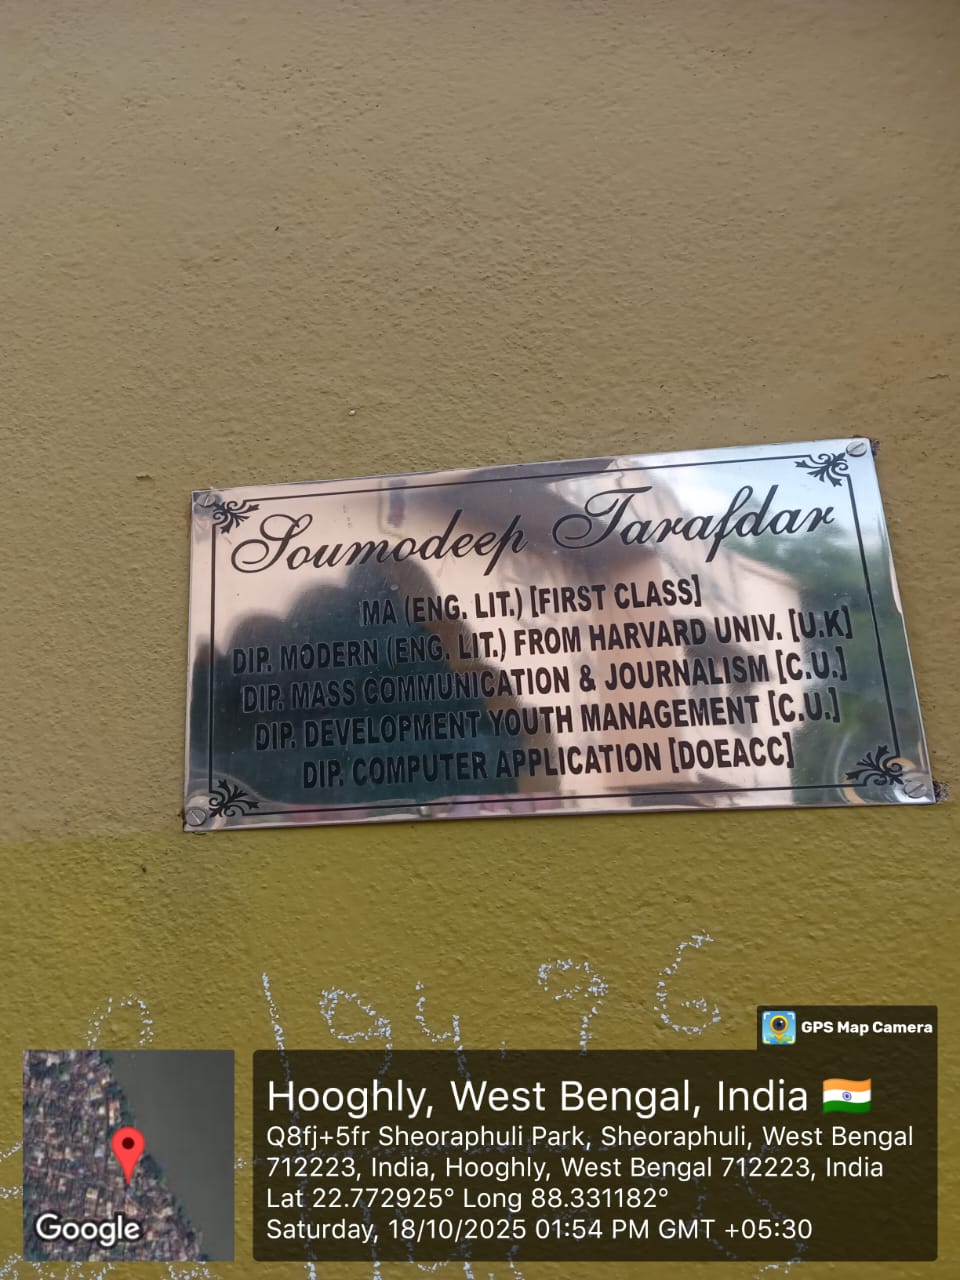 Soumodeep Tarafdar
MA (ENG. LIT.) [FIRST CLASS]
DIP. MODERN (ENG. LIT.) FROM HARVARD UNIV. [U.K]
DIP. MASS COMMUNICATION & JOURNALISM [C.U.]
DIP. DEVELOPMENT YOUTH MANAGEMENT [C.U.]
DIP. COMPUTER APPLICATION [DOEACC]
GPS Map Camera
Google
Hooghly, West Bengal, India
Q8fj+5fr Sheoraphuli Park, Sheoraphuli, West Bengal
712223, India, Hooghly, West Bengal 712223, India
Lat 22.772925° Long 88.331182°
Saturday, 18/10/2025 01:54 PM GMT +05:30